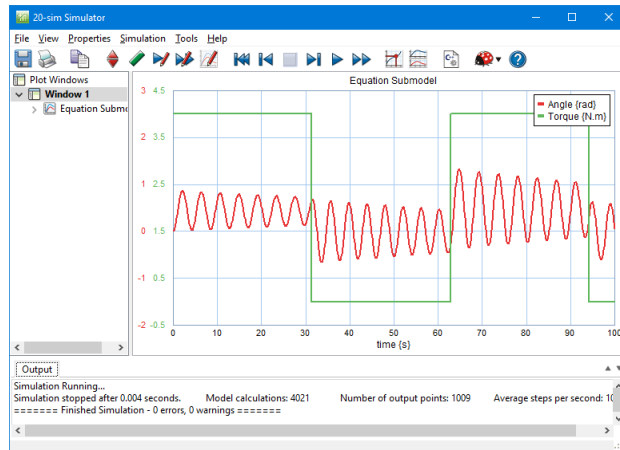 20-sim Simulator
File View Properties Simulation Tools Help
Plot Windows
Window 1
Equation Submo
Equation Submodel
Angle {rad}
Torque {N.m}
3 4.5
2 3.5
1 2.5
0 1.5
-1 0.5
-2 -0.5
0 10 20 30 40 50 60 70 80 90 100
time {s}
Output
Simulation Running...
Simulation stopped after 0.004 seconds. Model calculations: 4021 Number of output points: 1009 Average steps per second: 10
======= Finished Simulation - 0 errors, 0 warnings =======